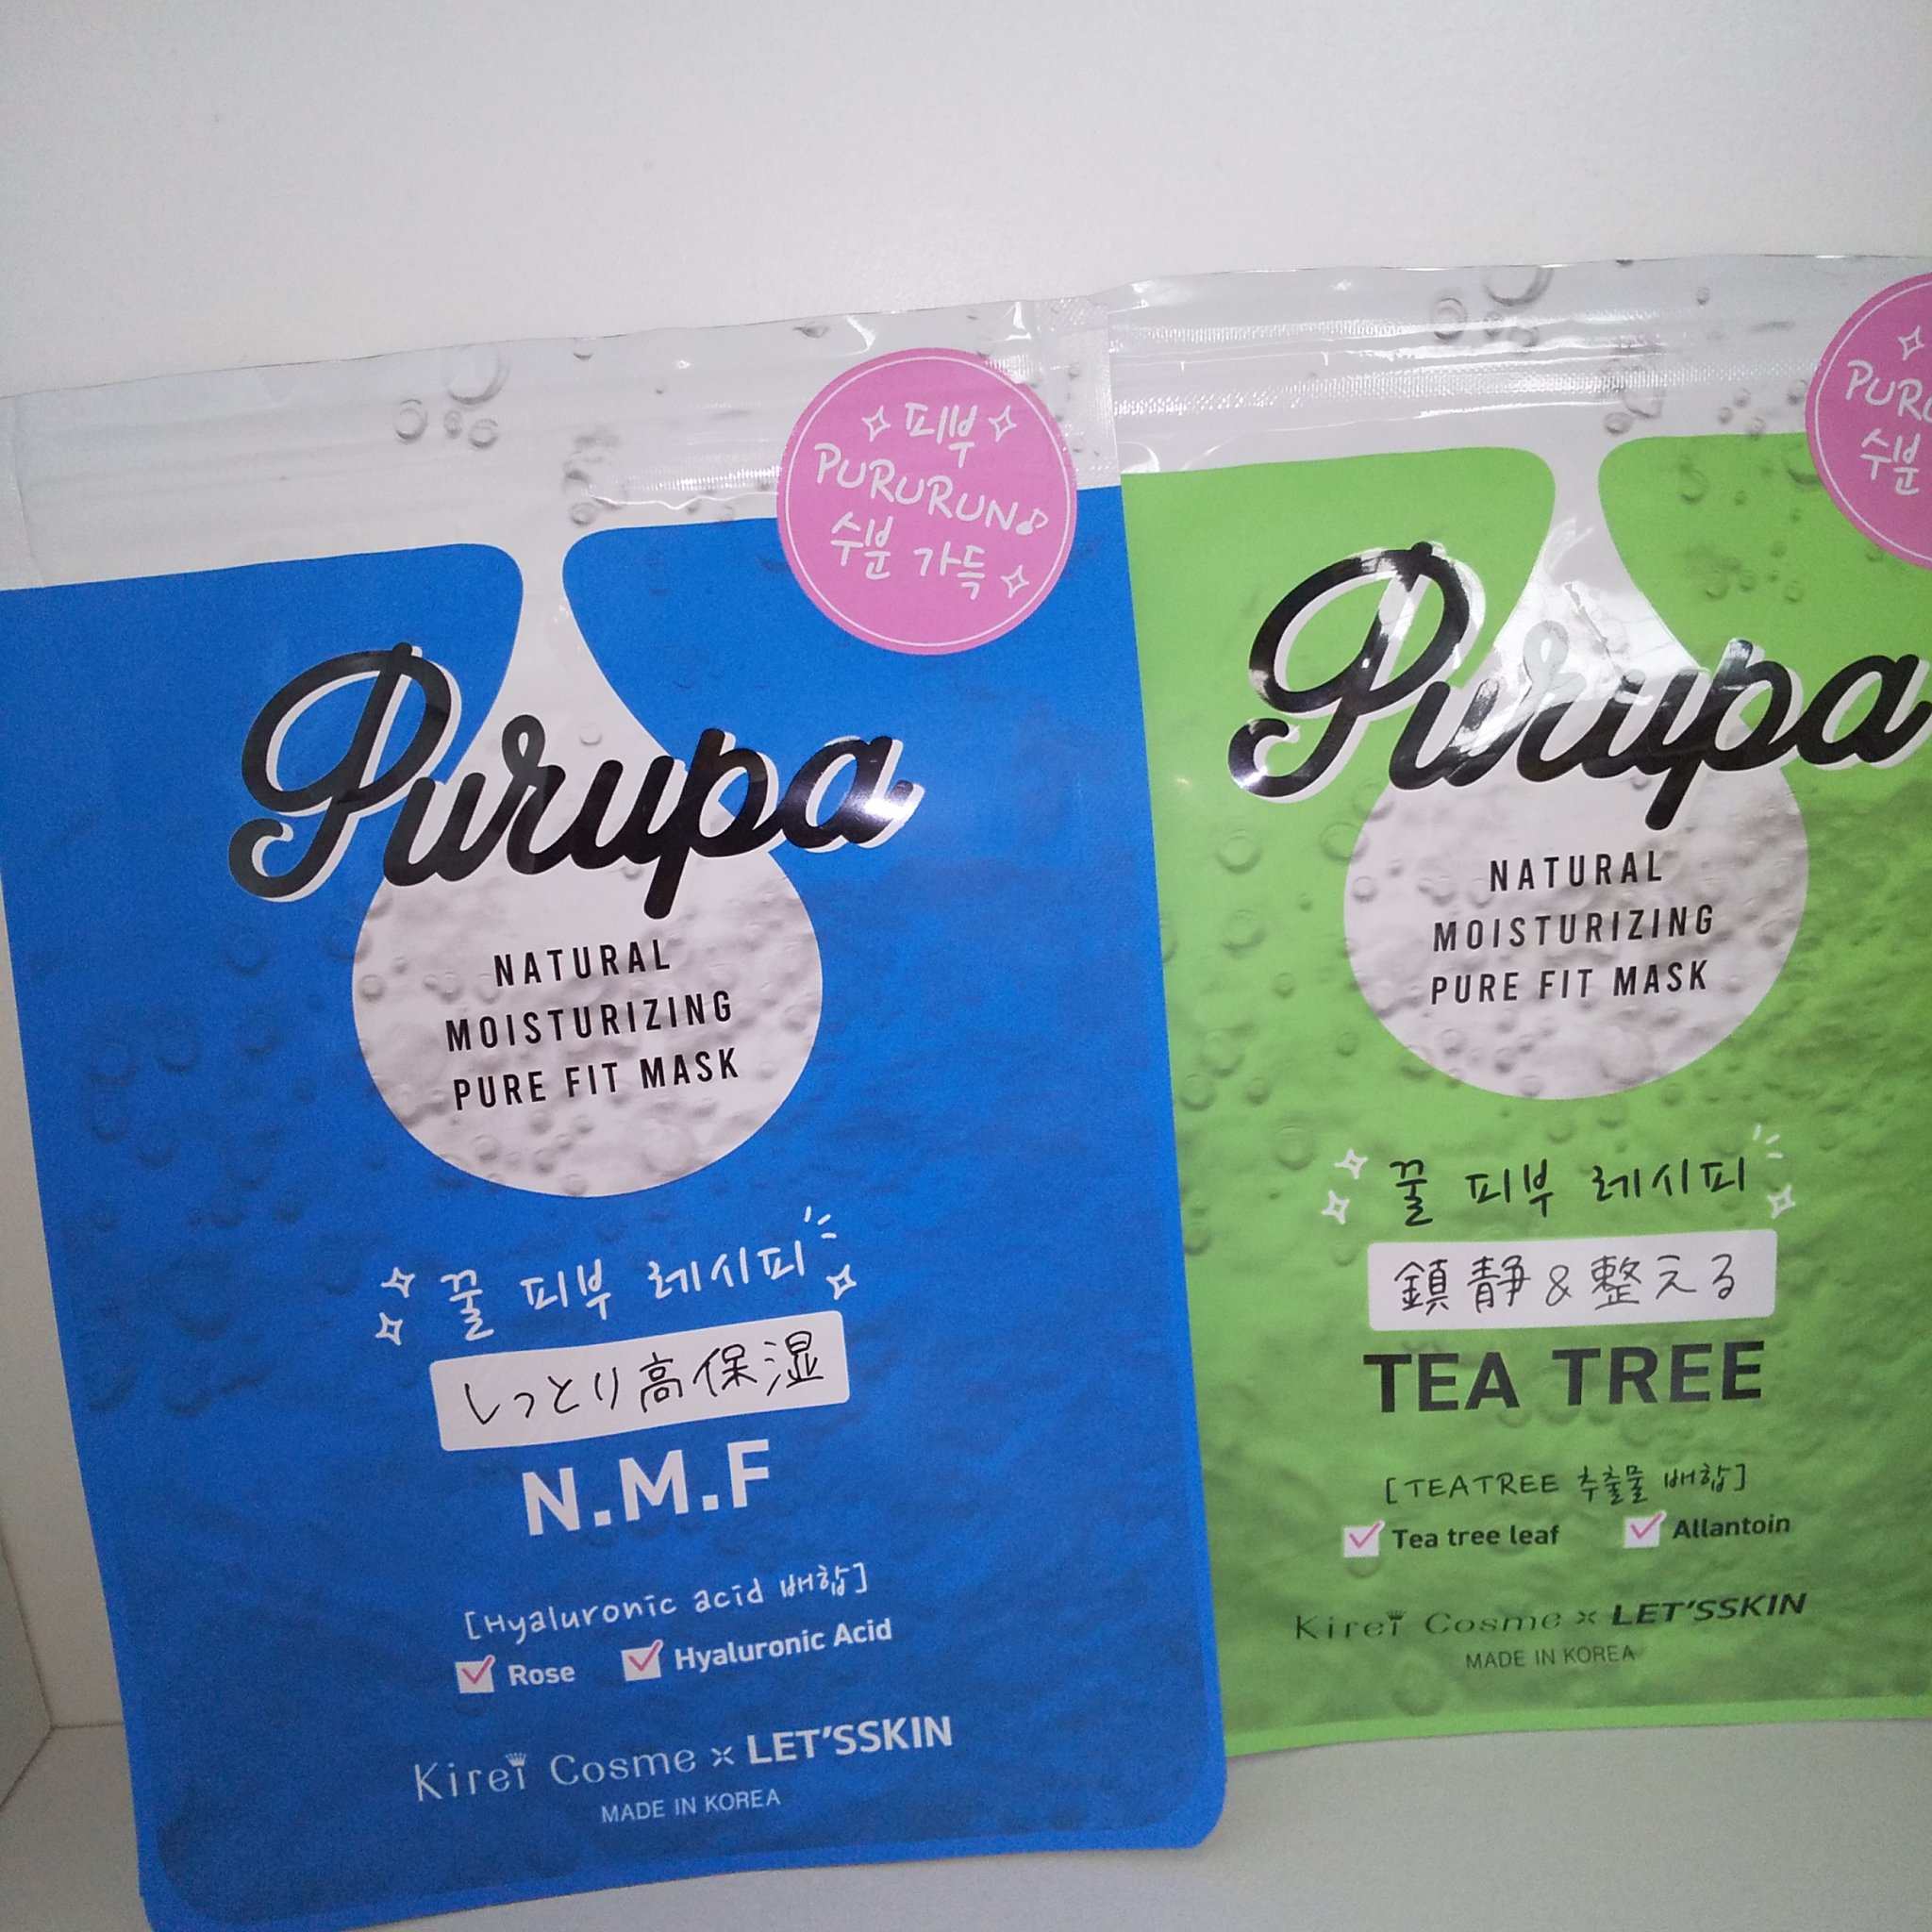 피부
PURURUN♪
수분 가득
Purupa
NATURAL
MOISTURIZING
PURE FIT MASK
꿀 피부 레시피
しっとり高保湿
N.M.F
[Hyaluronic acid 배합]
Rose Hyaluronic Acid
Kirei Cosme × LET'SSKIN
MADE IN KOREA
수분
Purupa
NATURAL
MOISTURIZING
PURE FIT MASK
꿀 피부 레시피
鎮静&整える
TEA TREE
[TEATREE 추출물 배합]
Tea tree leaf Allantoin
Kirei Cosme × LET'SSKIN
MADE IN KOREA